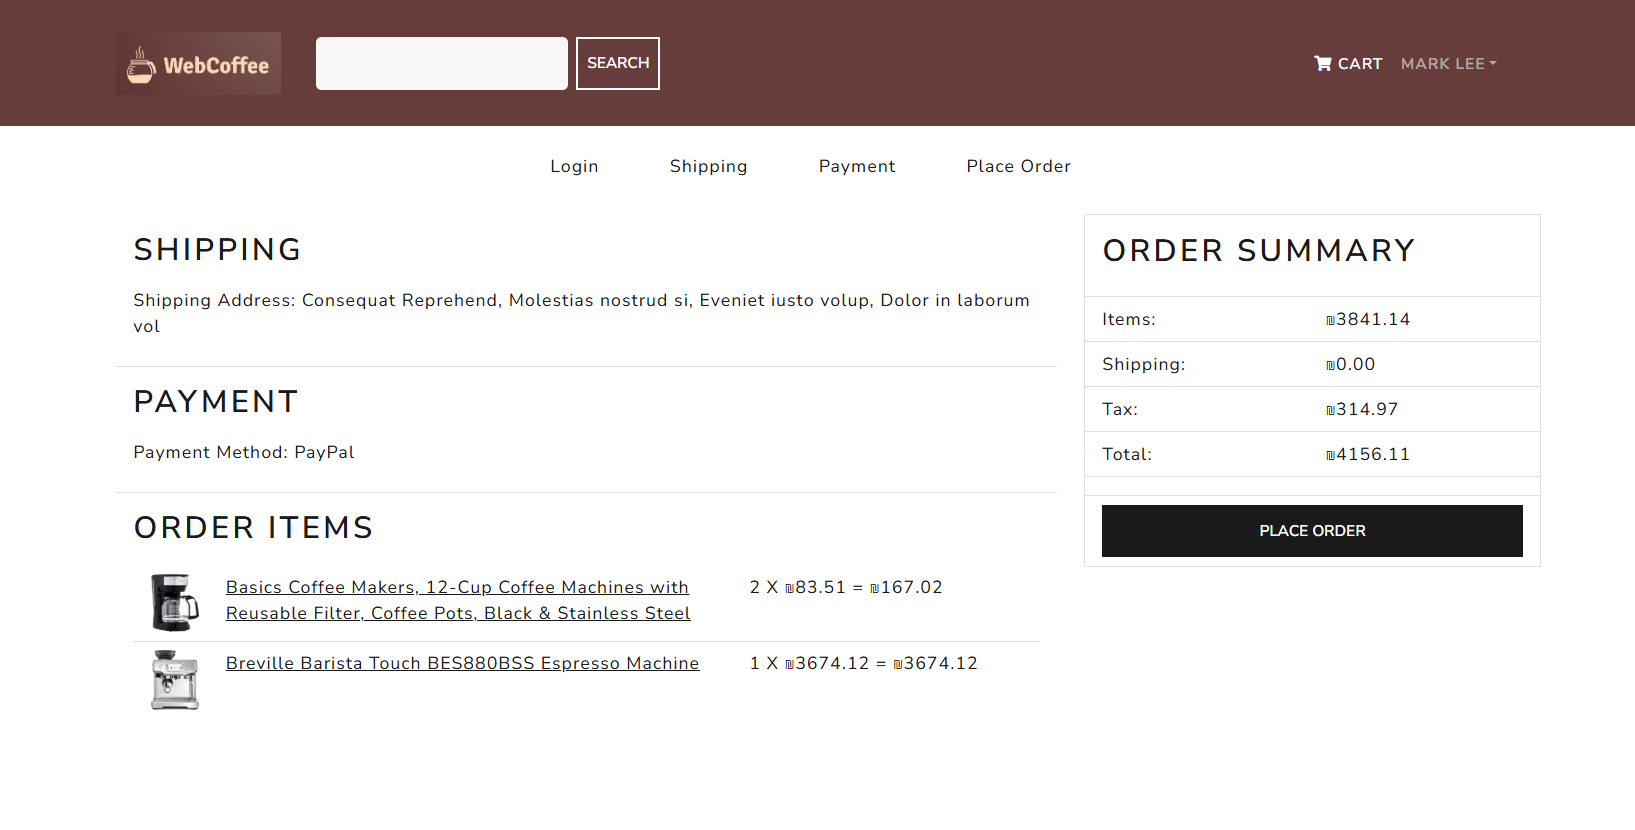 WebCoffee
SEARCH
CART
MARK LEE
Login
Shipping
Payment
Place Order
SHIPPING
Shipping Address: Consequat Reprehend, Molestias nostrud si, Eveniet iusto volup, Dolor in laborum
vol
PAYMENT
Payment Method: PayPal
ORDER ITEMS
Basics Coffee Makers, 12-Cup Coffee Machines with
Reusable Filter, Coffee Pots, Black & Stainless Steel
2 X ₪83.51 = ₪167.02
Breville Barista Touch BES880BSS Espresso Machine
1 X ₪3674.12 = ₪3674.12
ORDER SUMMARY
Items: ₪3841.14
Shipping: ₪0.00
Tax: ₪314.97
Total: ₪4156.11
PLACE ORDER